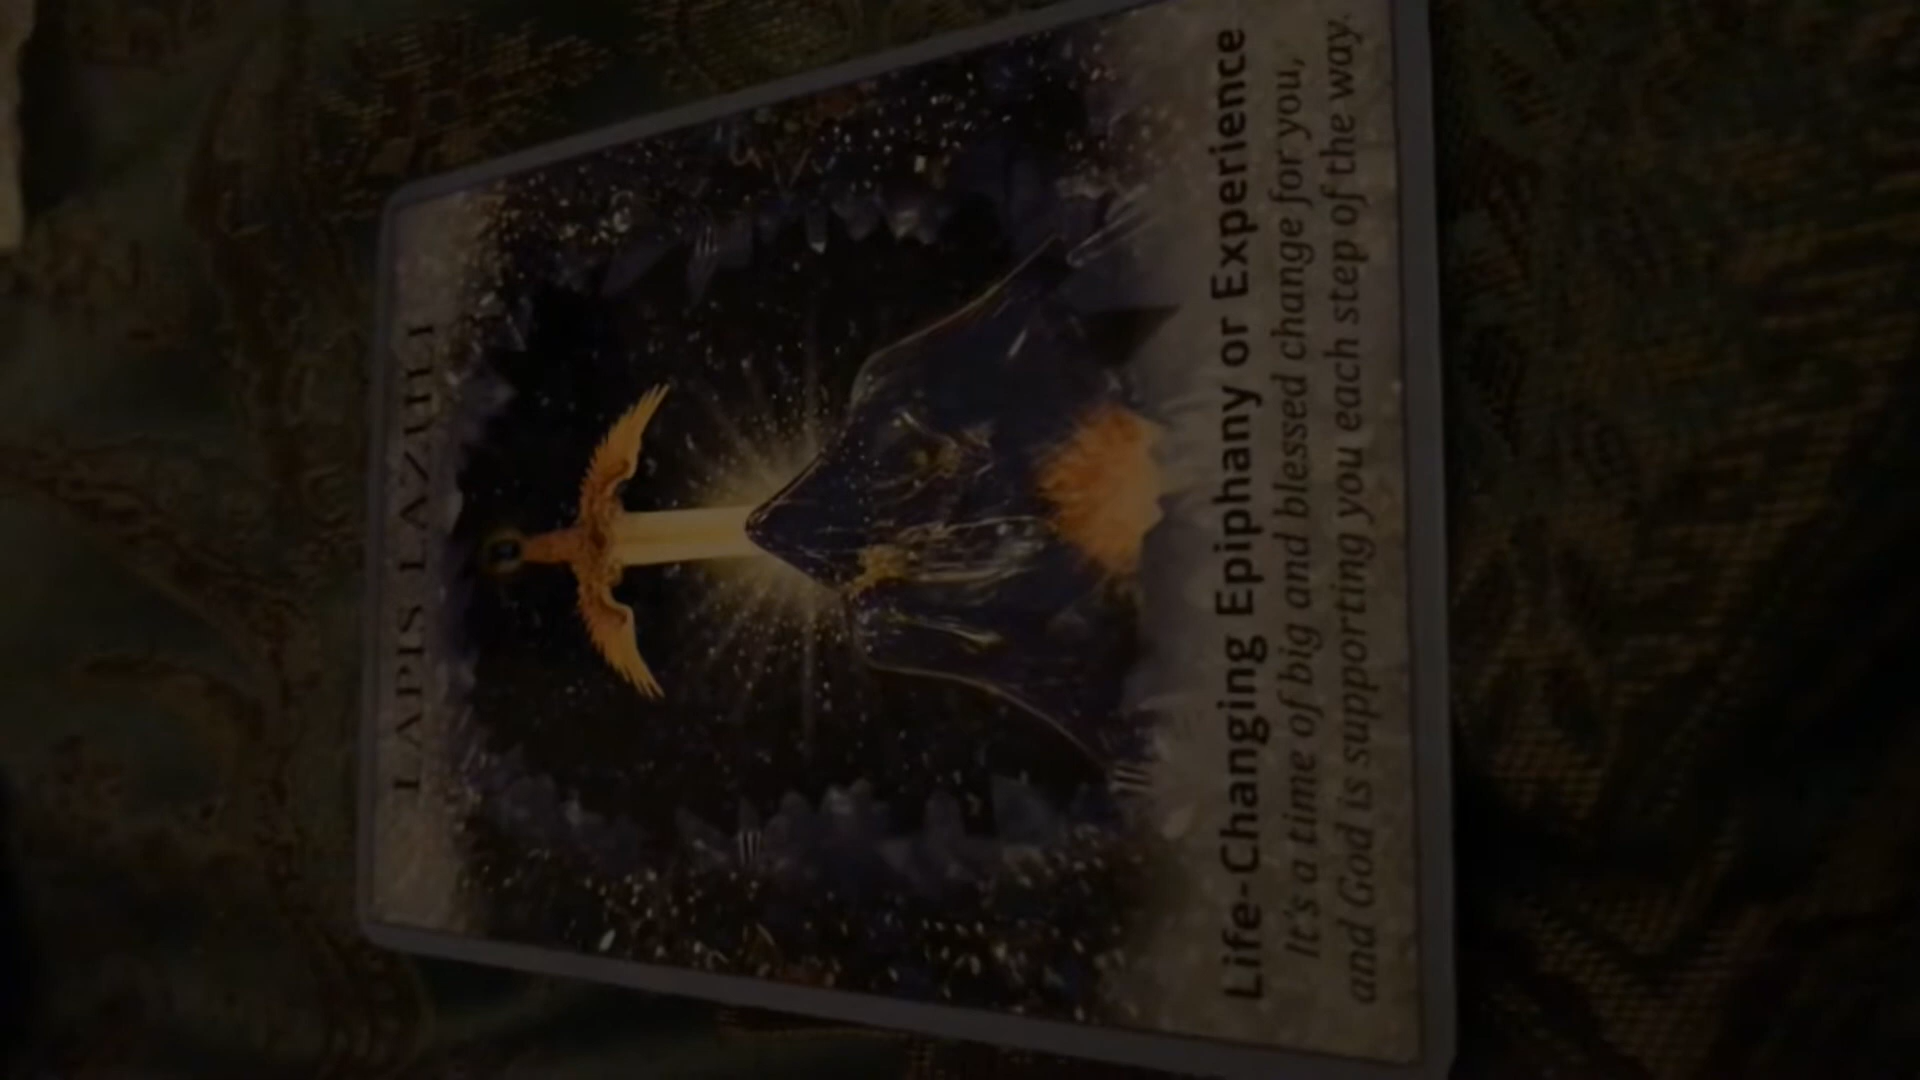 LAPIS LAZULI
Life-Changing Epiphany or Experience
It's a time of big and blessed change for you,
and God is supporting you each step of the way.